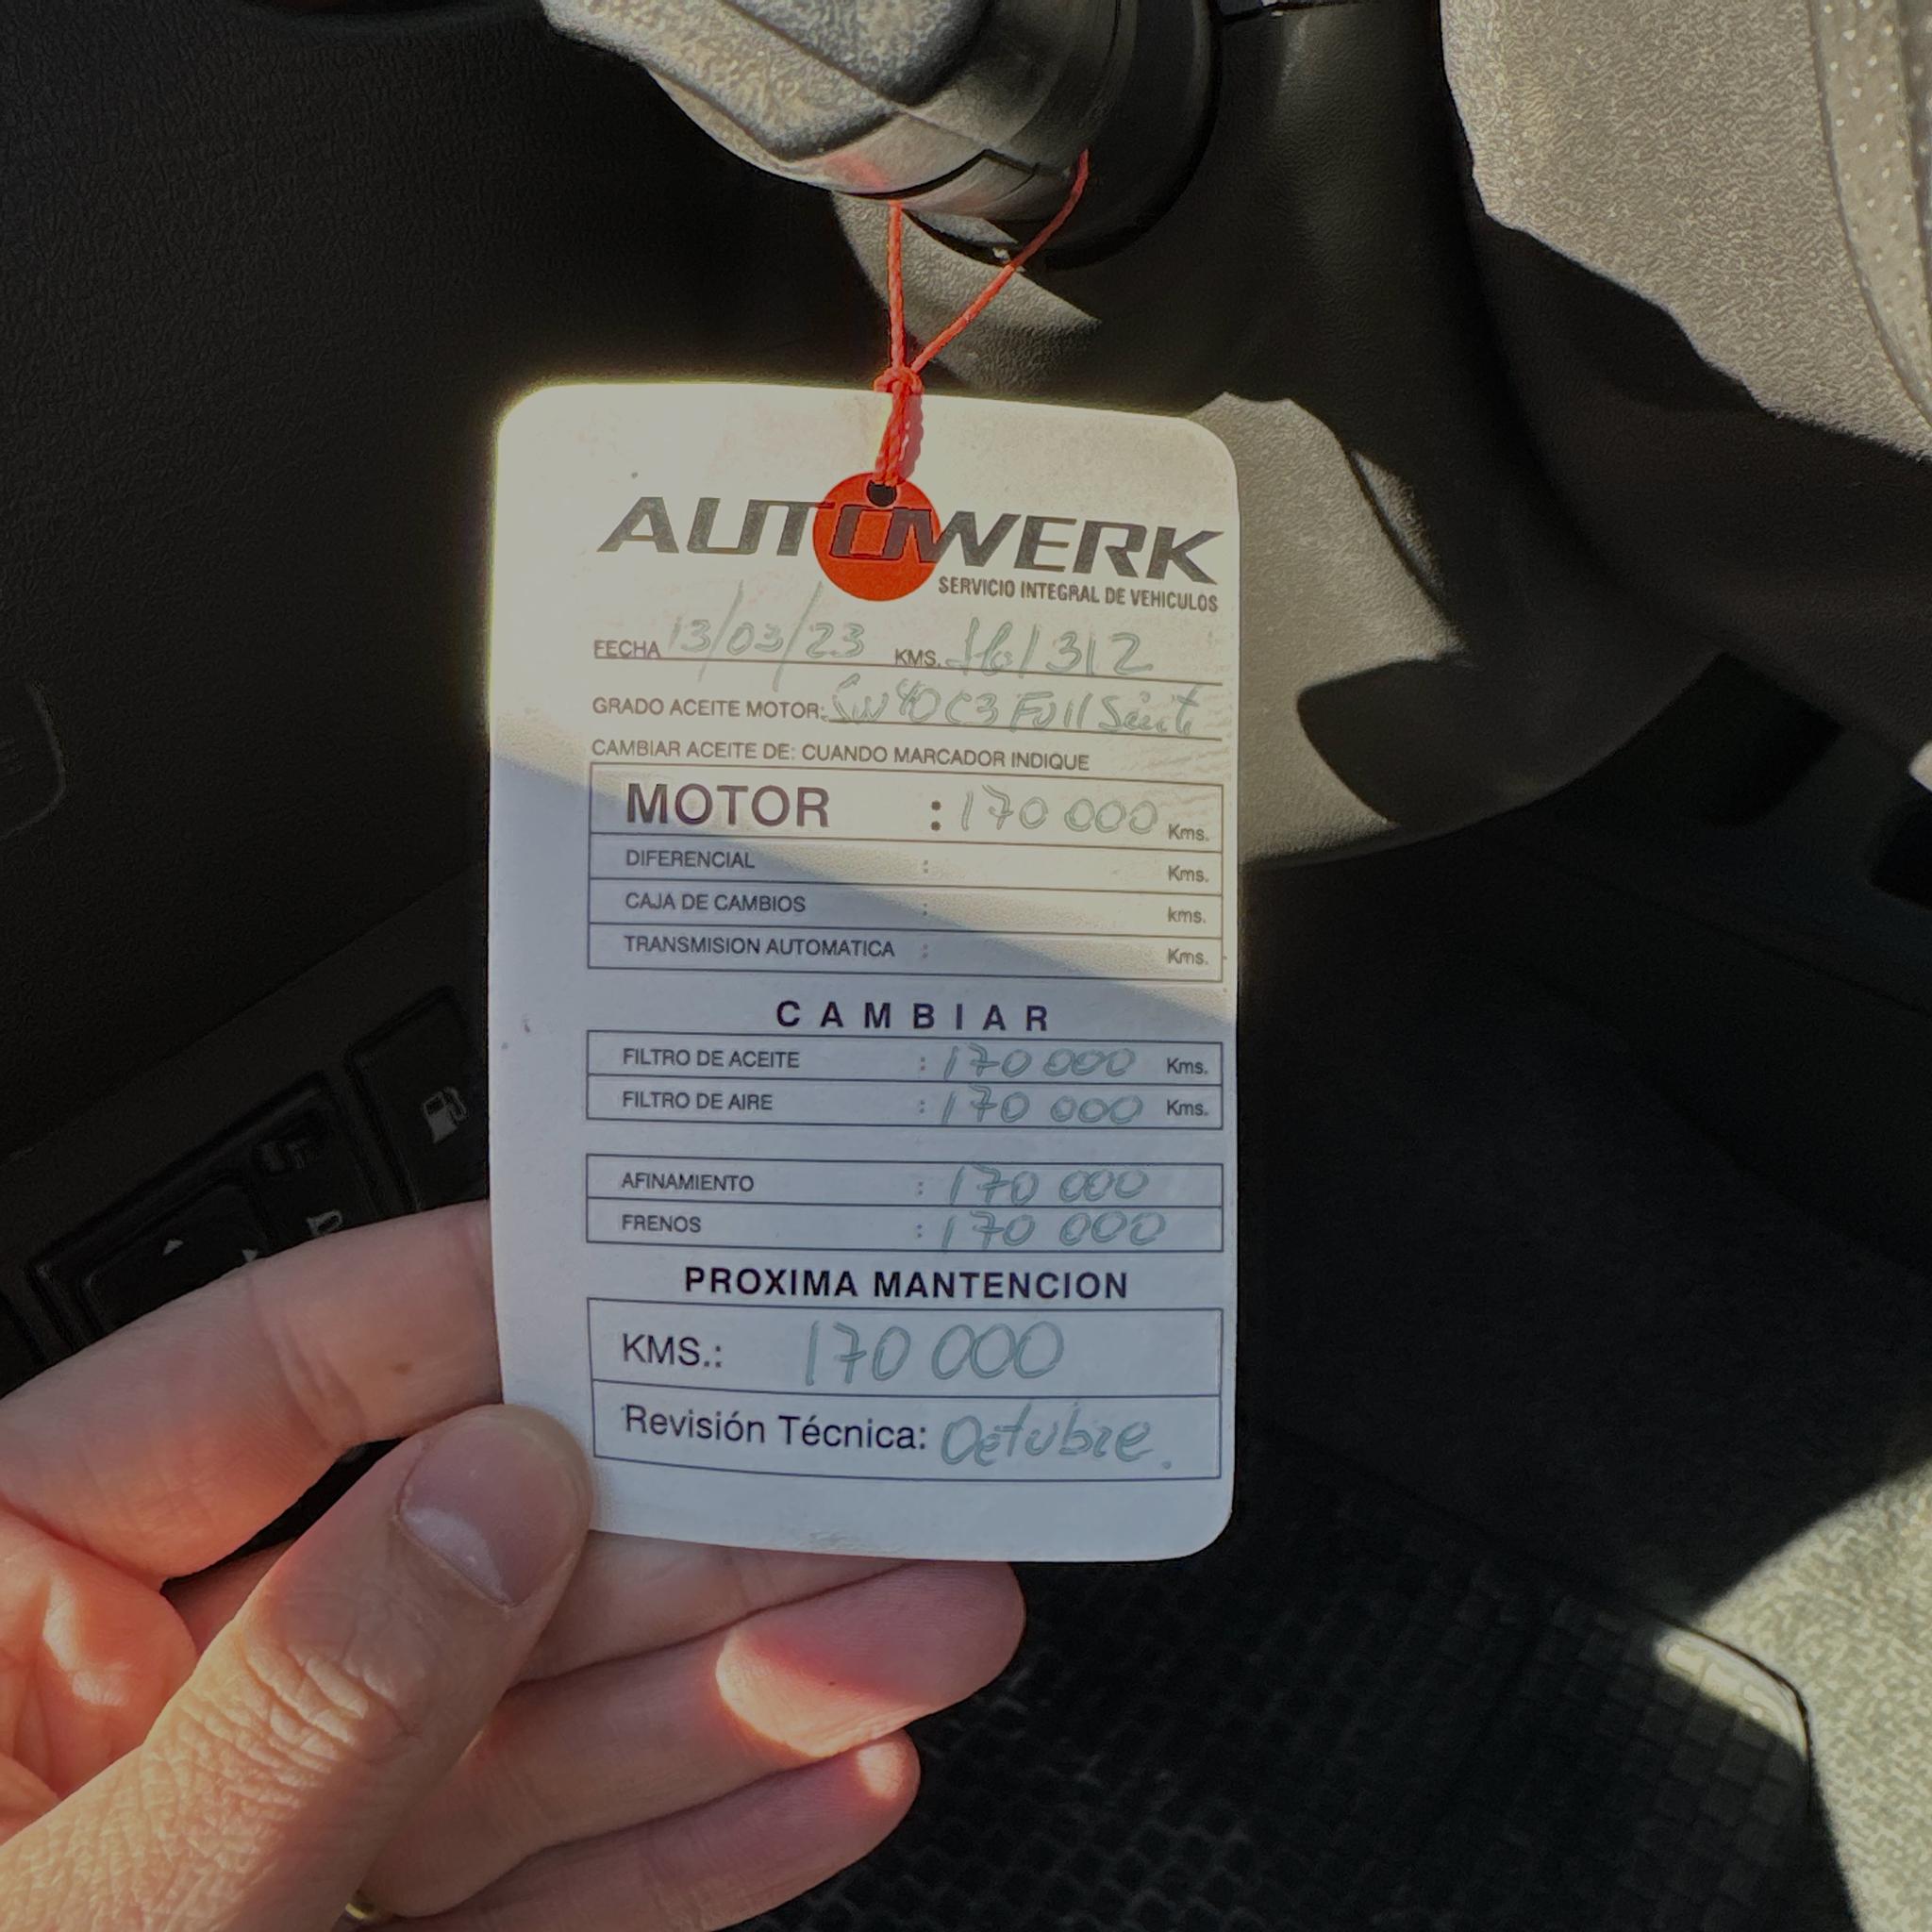 AUTOWERK
SERVICIO INTEGRAL DE VEHICULOS
FECHA 13/03/23 KMS. 161312
GRADO ACEITE MOTOR: 5W40 C3 Full Sint
CAMBIAR ACEITE DE: CUANDO MARCADOR INDIQUE
MOTOR : 170 000 Kms.
DIFERENCIAL : Kms.
CAJA DE CAMBIOS : kms.
TRANSMISION AUTOMATICA : Kms.
CAMBIAR
FILTRO DE ACEITE : 170 000 Kms.
FILTRO DE AIRE : 170 000 Kms.
AFINAMIENTO : 170 000
FRENOS : 170 000
PROXIMA MANTENCION
KMS.: 170 000
Revisión Técnica: Octubre.